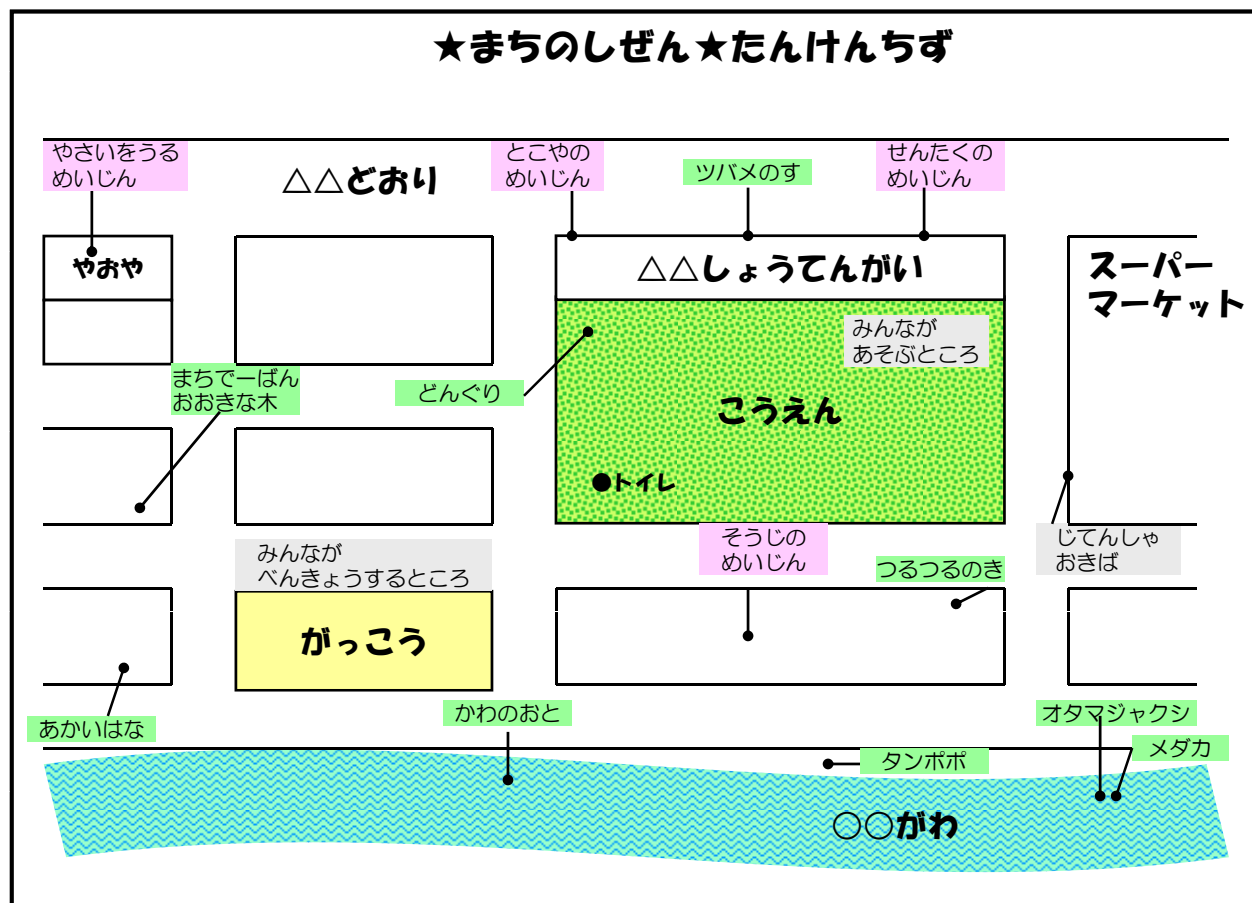 ★まちのしぜん★たんけんちず
やさいをうる
めいじん
△△どおり
とこやの
めいじん
ツバメのす
せんたくの
めいじん
やおや
△△しょうてんがい
スーパー
マーケット
みんなが
あそぶところ
まちで一ばん
おおきな木
どんぐり
こうえん
●トイレ
みんなが
べんきょうするところ
そうじの
めいじん
つるつるのき
じてんしゃ
おきば
がっこう
あかいはな
かわのおと
オタマジャクシ
タンポポ
メダカ
○○がわ